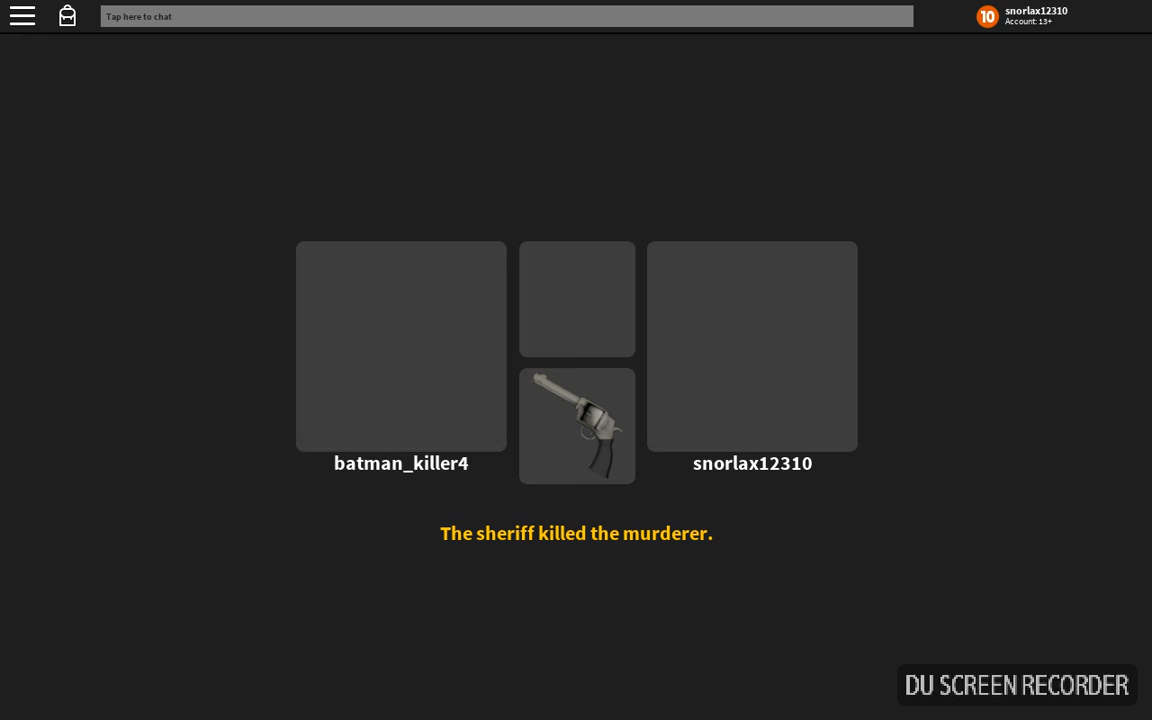 Tap here to chat
10
snorlax12310
Account: 13+
batman_killer4
snorlax12310
The sheriff killed the murderer.
DU SCREEN RECORDER